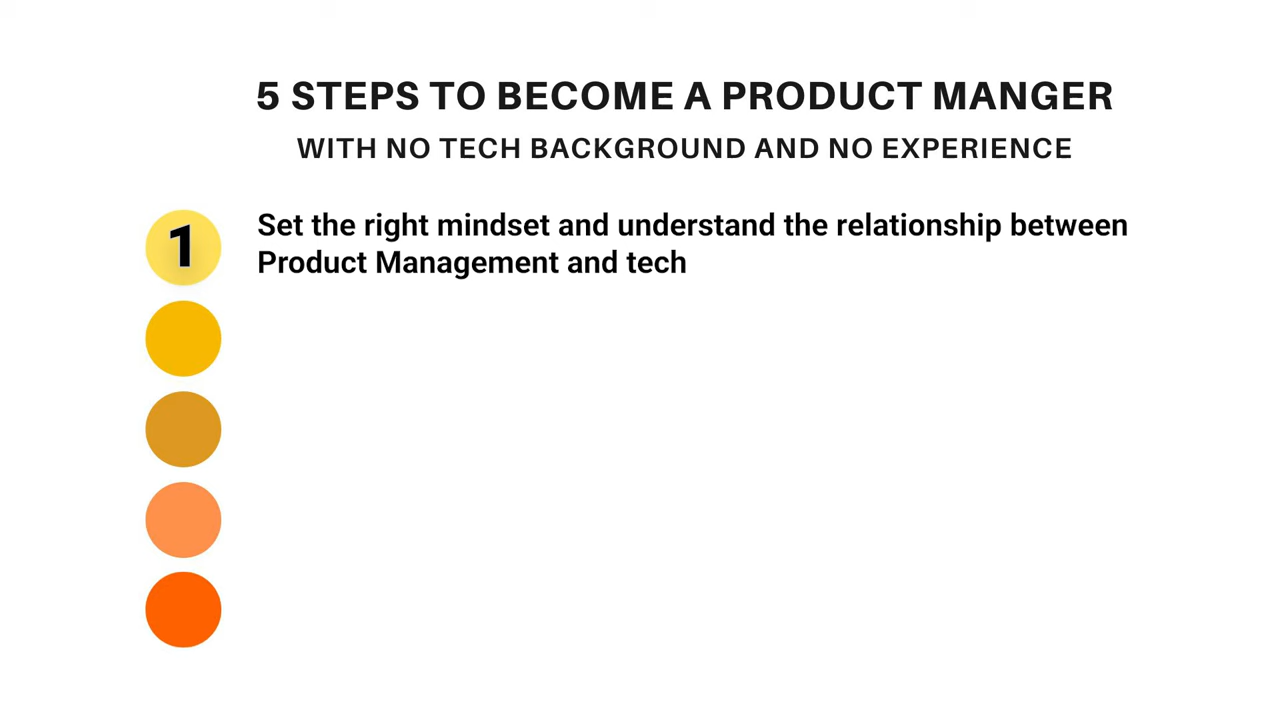 5 STEPS TO BECOME A PRODUCT MANGER
WITH NO TECH BACKGROUND AND NO EXPERIENCE
1
Set the right mindset and understand the relationship between
Product Management and tech